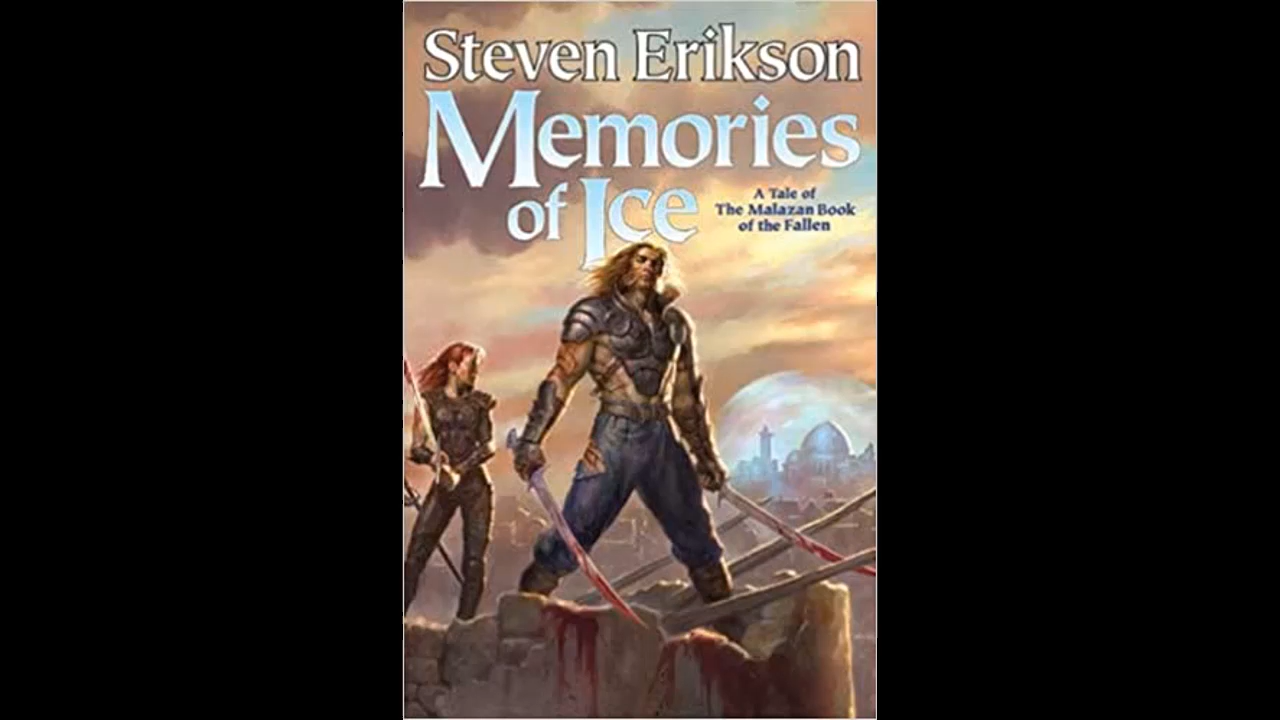 Steven Erikson
Memories
of Ice
A Tale of
The Malazan Book
of the Fallen